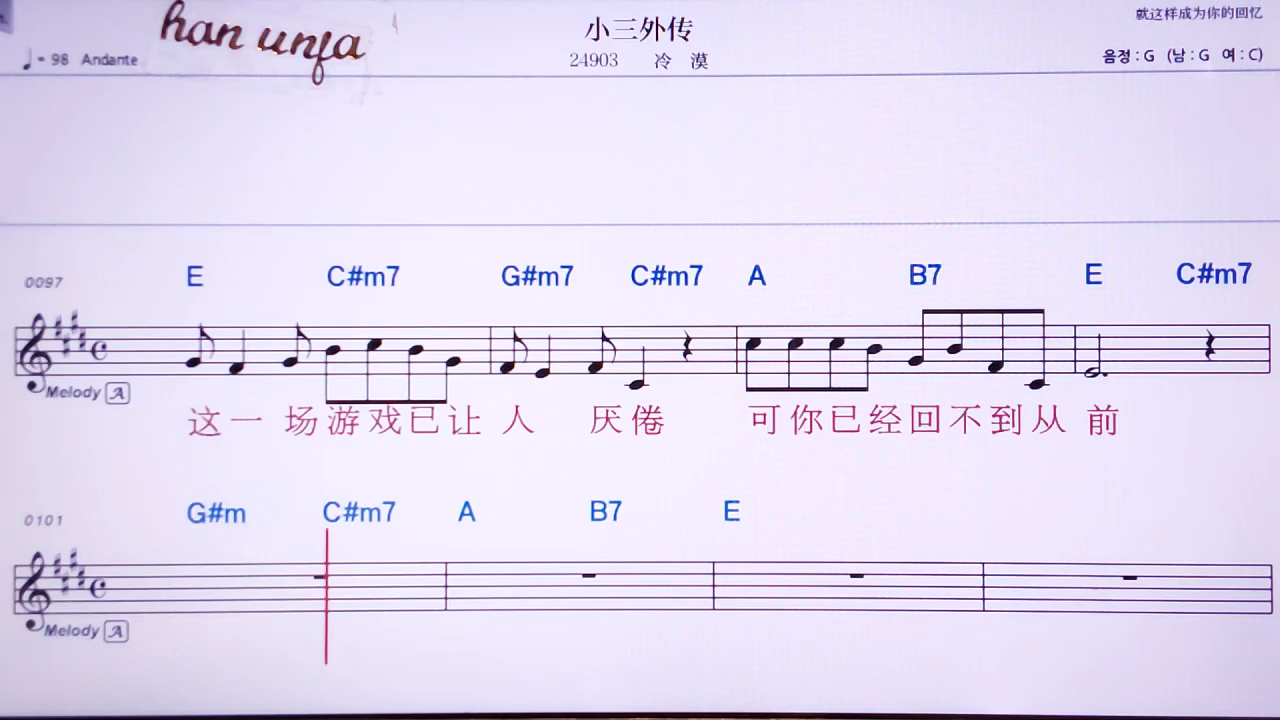 han unja
小三外传
就这样成为你的回忆
♩= 98 Andante
24903 冷 漠
음정 : G (남 : G 여 : C)
0097 E C#m7 G#m7 C#m7 A B7 E C#m7
Melody A
这一 场游戏已让 人 厌倦 可你已经回不到从 前
0101 G#m C#m7 A B7 E
Melody A